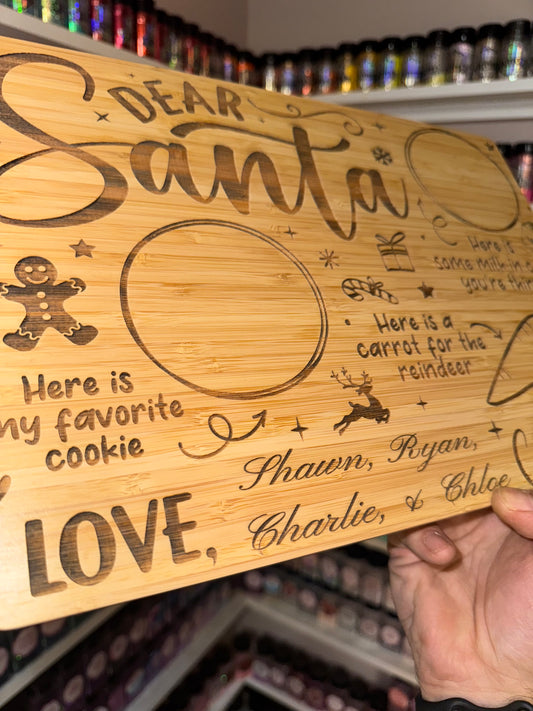 DEAR
Santa
Here is
my favorite
cookie
Here is a
carrot for the
reindeer
Here is
some milk in
you're
LOVE,
Shawn, Ryan,
Charlie, & Chloe